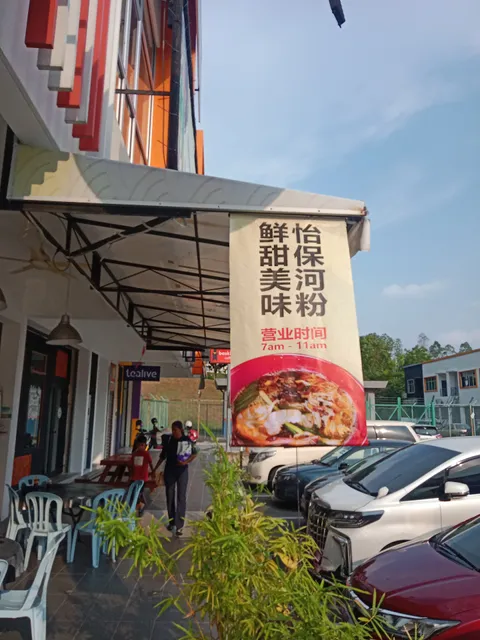 怡保河粉
鲜甜美味
营业时间
7am - 11am
tealive